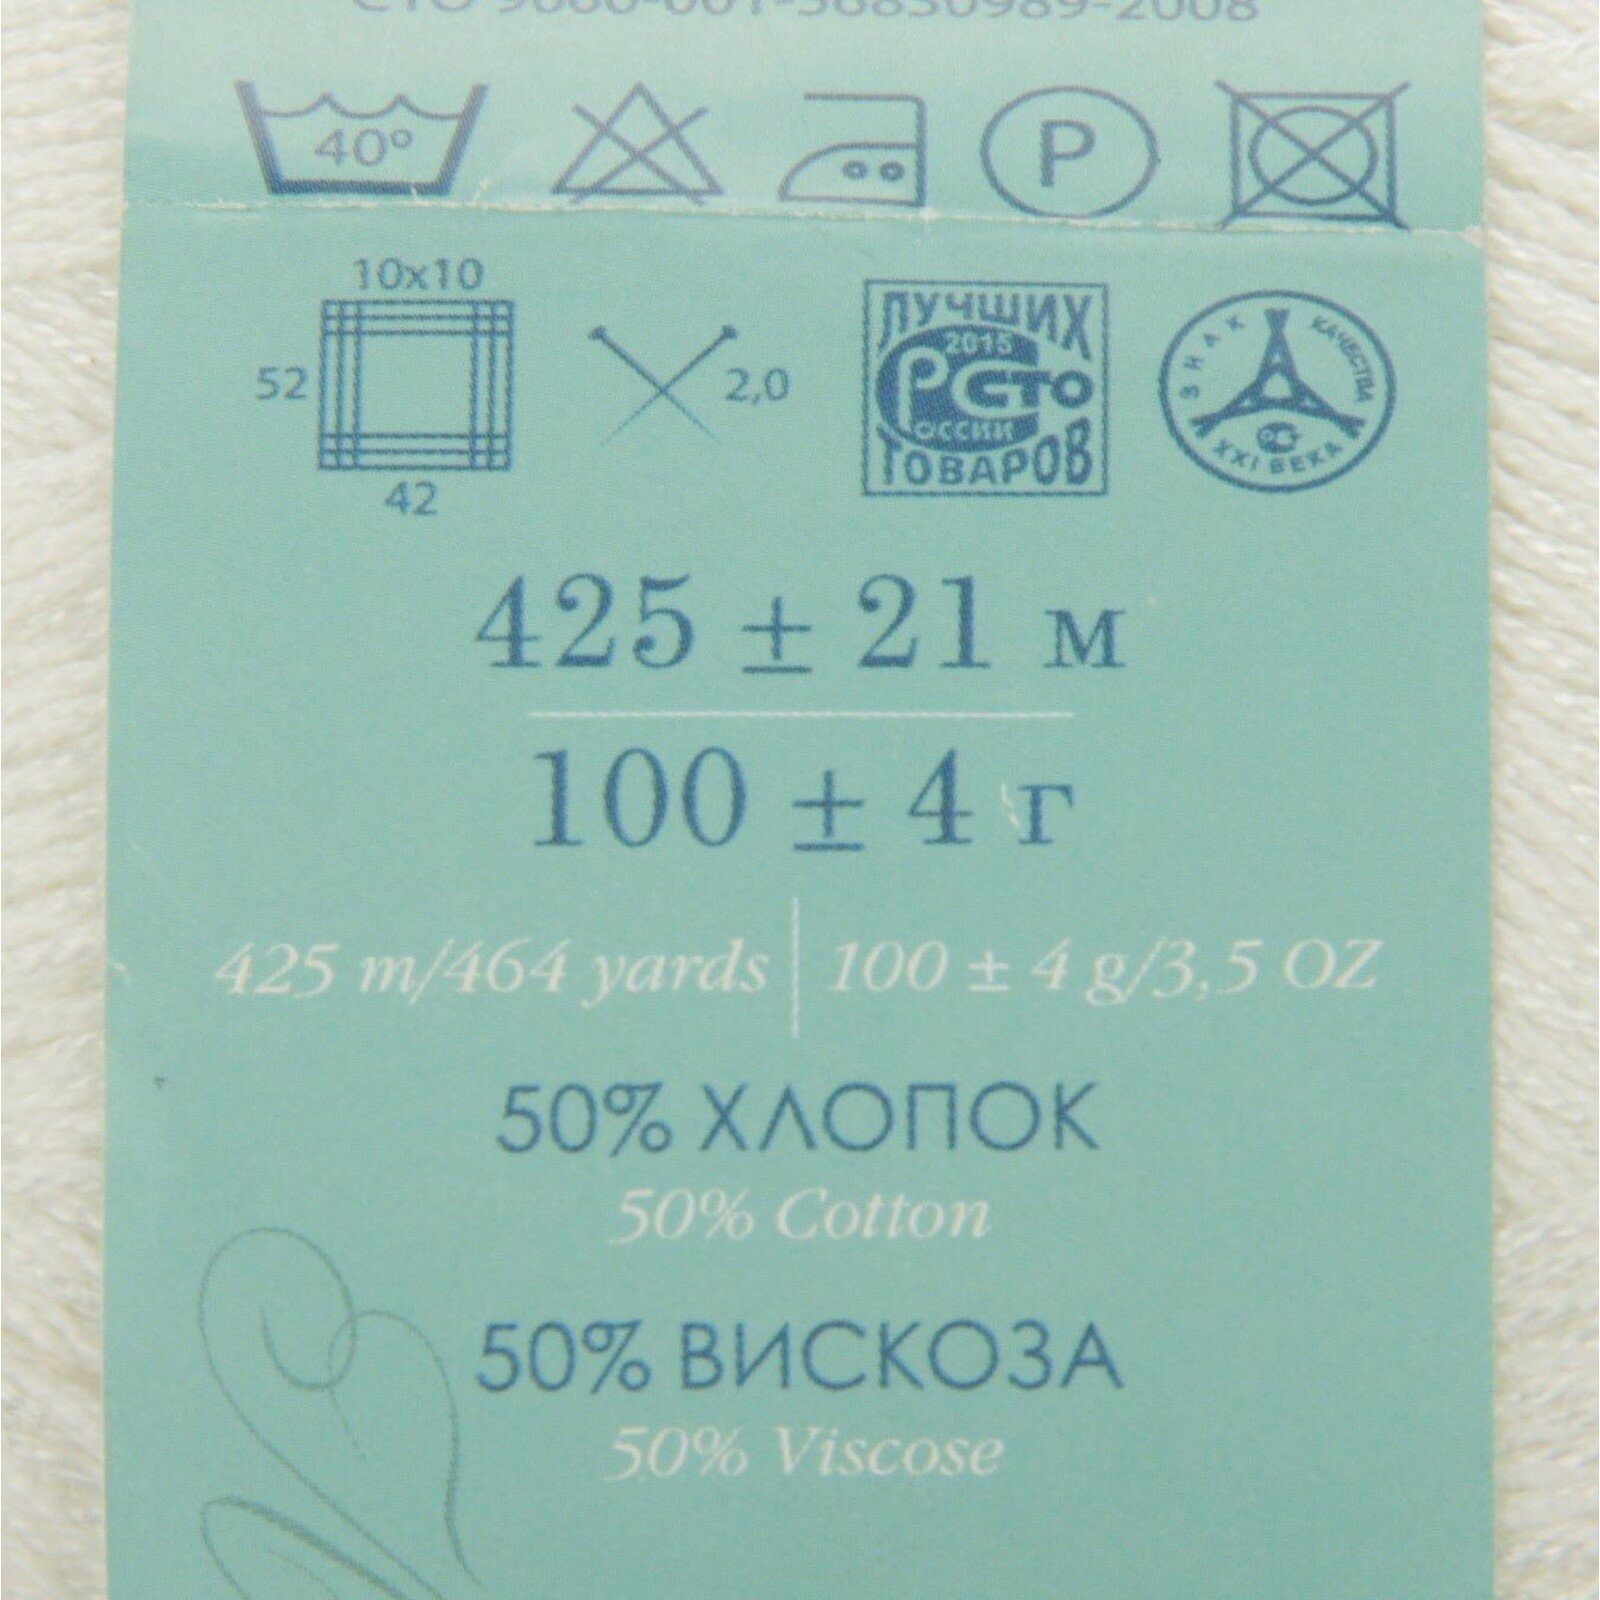 40°
P
10x10
52
42
2,0
ЛУЧШИХ
2015
СТО
РОССИИ
ТОВАРОВ
ЗНАК КАЧЕСТВА
XXI ВЕКА
425 ± 21 м
100 ± 4 г
425 m/464 yards | 100 ± 4 g/3,5 OZ
50% ХЛОПОК
50% Cotton
50% ВИСКОЗА
50% Viscose